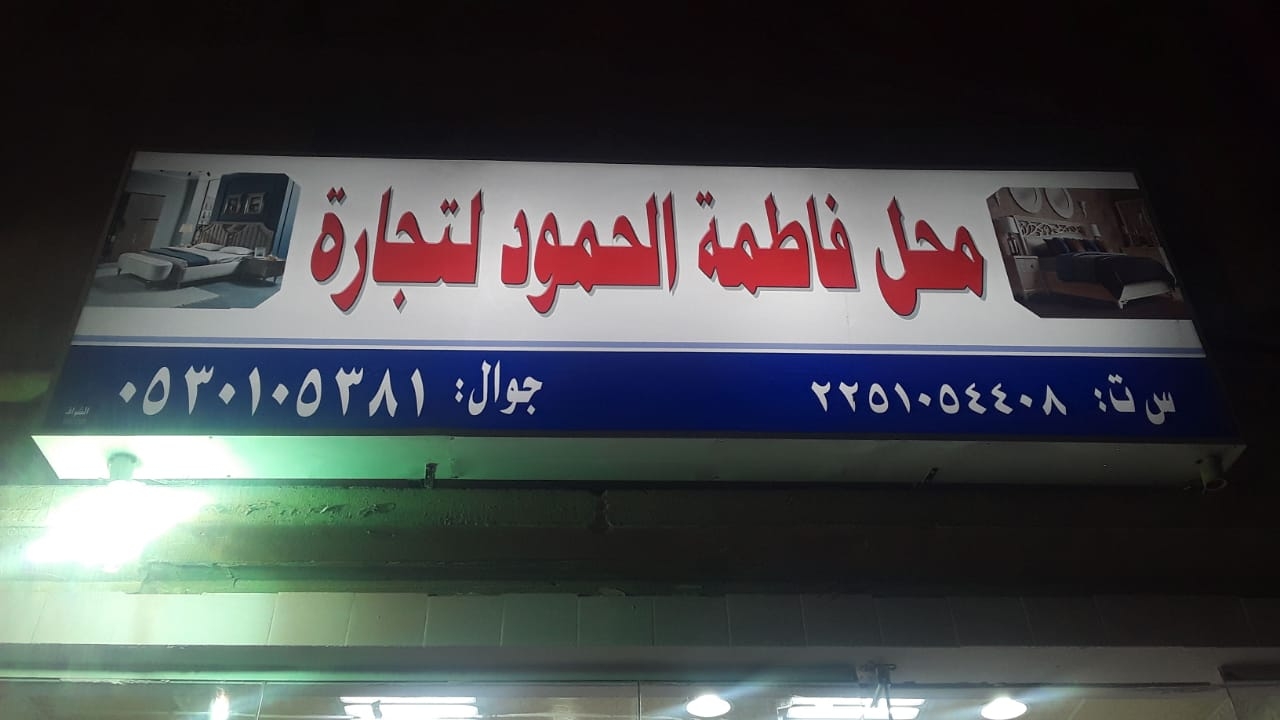 محل فاطمة الحمود لتجارة
س ت: ٢٢٥١٠٥٤٤٠٨ جوال: ٠٥٣٠١٠٥٣٨١